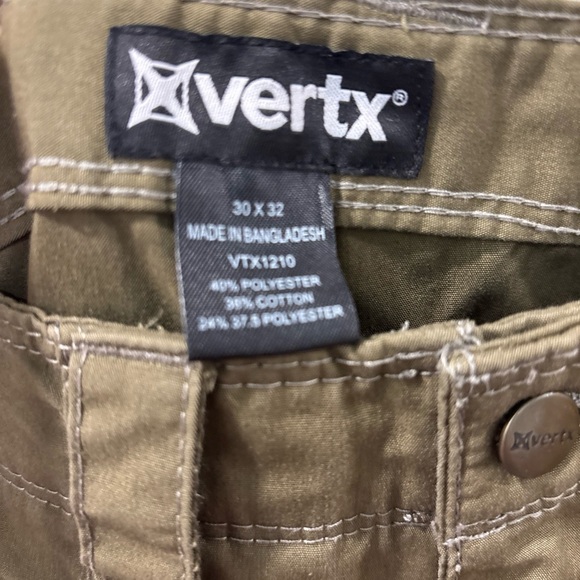 vertx®
30 X 32
MADE IN BANGLADESH
VTX1210
40% POLYESTER
36% COTTON
24% 37.5 POLYESTER
vertx